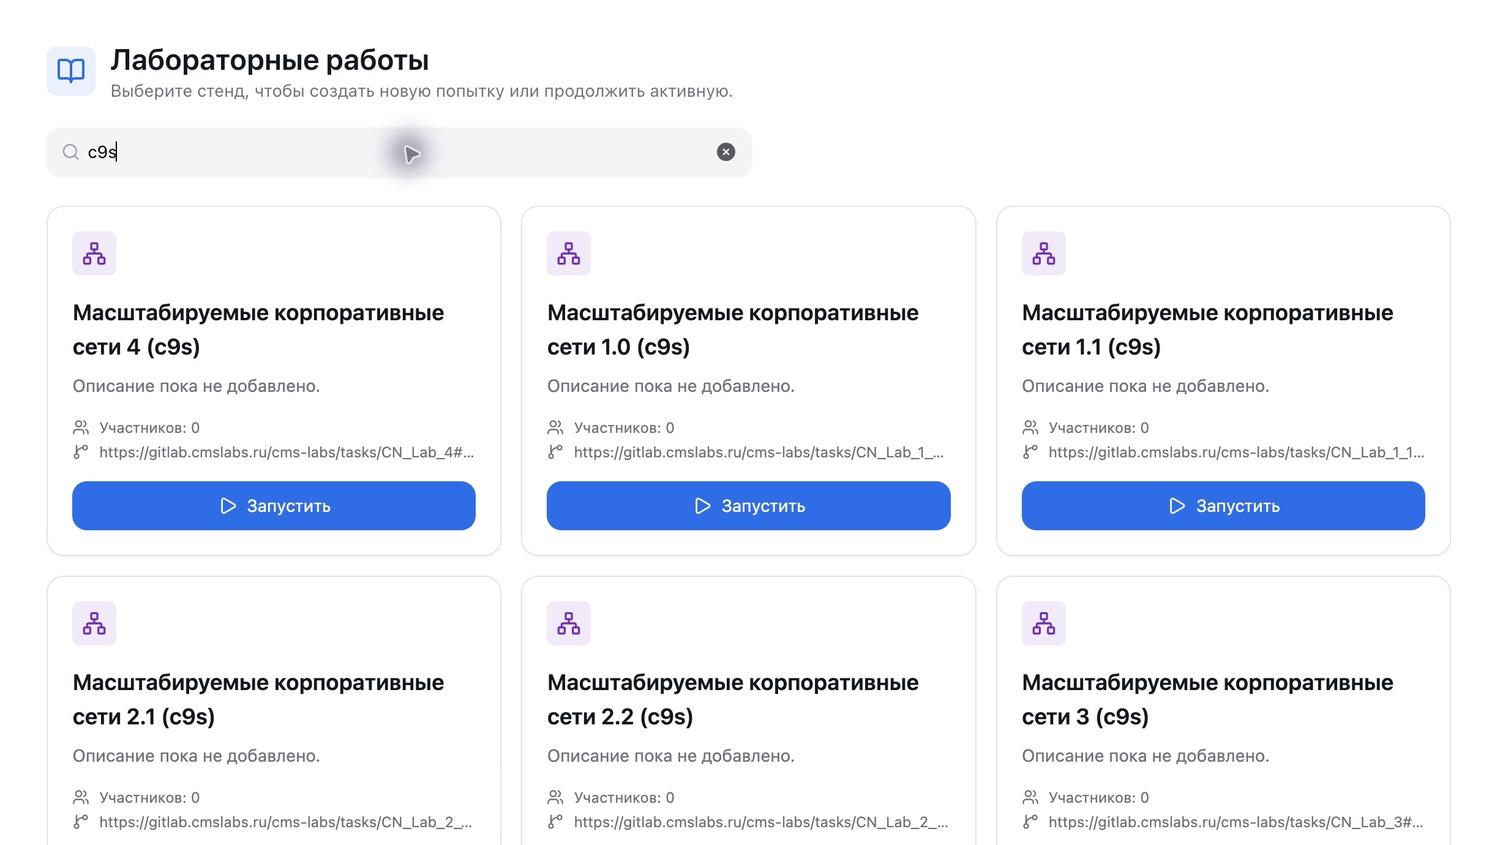 Лабораторные работы
Выберите стенд, чтобы создать новую попытку или продолжить активную.
c9s
Масштабируемые корпоративные
сети 4 (c9s)
Описание пока не добавлено.
Участников: 0
https://gitlab.cmslabs.ru/cms-labs/tasks/CN_Lab_4#...
Запустить
Масштабируемые корпоративные
сети 1.0 (c9s)
Описание пока не добавлено.
Участников: 0
https://gitlab.cmslabs.ru/cms-labs/tasks/CN_Lab_1_...
Запустить
Масштабируемые корпоративные
сети 1.1 (c9s)
Описание пока не добавлено.
Участников: 0
https://gitlab.cmslabs.ru/cms-labs/tasks/CN_Lab_1_1...
Запустить
Масштабируемые корпоративные
сети 2.1 (c9s)
Описание пока не добавлено.
Участников: 0
https://gitlab.cmslabs.ru/cms-labs/tasks/CN_Lab_2_...
Масштабируемые корпоративные
сети 2.2 (c9s)
Описание пока не добавлено.
Участников: 0
https://gitlab.cmslabs.ru/cms-labs/tasks/CN_Lab_2_...
Масштабируемые корпоративные
сети 3 (c9s)
Описание пока не добавлено.
Участников: 0
https://gitlab.cmslabs.ru/cms-labs/tasks/CN_Lab_3#...